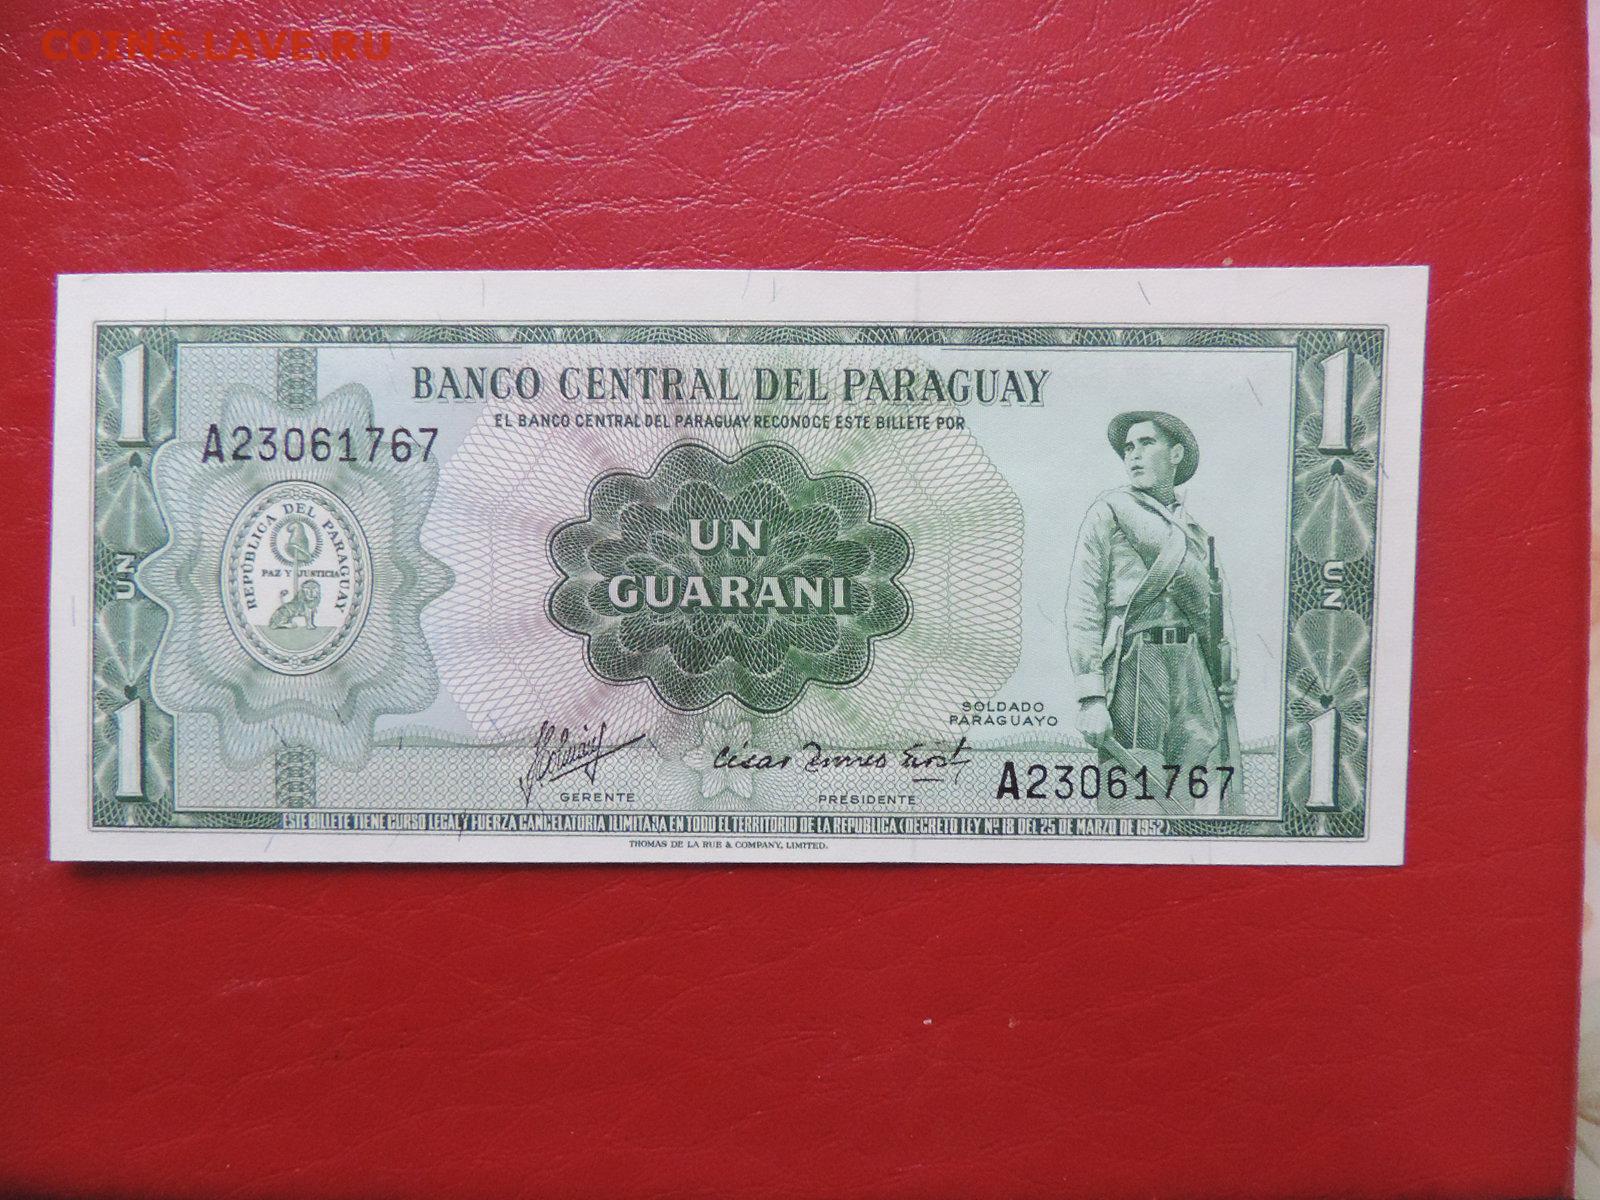 COINS.LAVE.RU
1 1
BANCO CENTRAL DEL PARAGUAY
EL BANCO CENTRAL DEL PARAGUAY RECONOCE ESTE BILLETE POR
A23061767
REPÚBLICA DEL PARAGUAY
PAZ Y JUSTICIA
UN
GUARANI
UN UN
SOLDADO
PARAGUAYO
1 1
GERENTE
PRESIDENTE
A23061767
ESTE BILLETE TIENE CURSO LEGAL Y FUERZA CANCELATORIA ILIMITADA EN TODO EL TERRITORIO DE LA REPUBLICA (DECRETO LEY Nº 18 DEL 25 DE MARZO DE 1952)
THOMAS DE LA RUE & COMPANY, LIMITED.